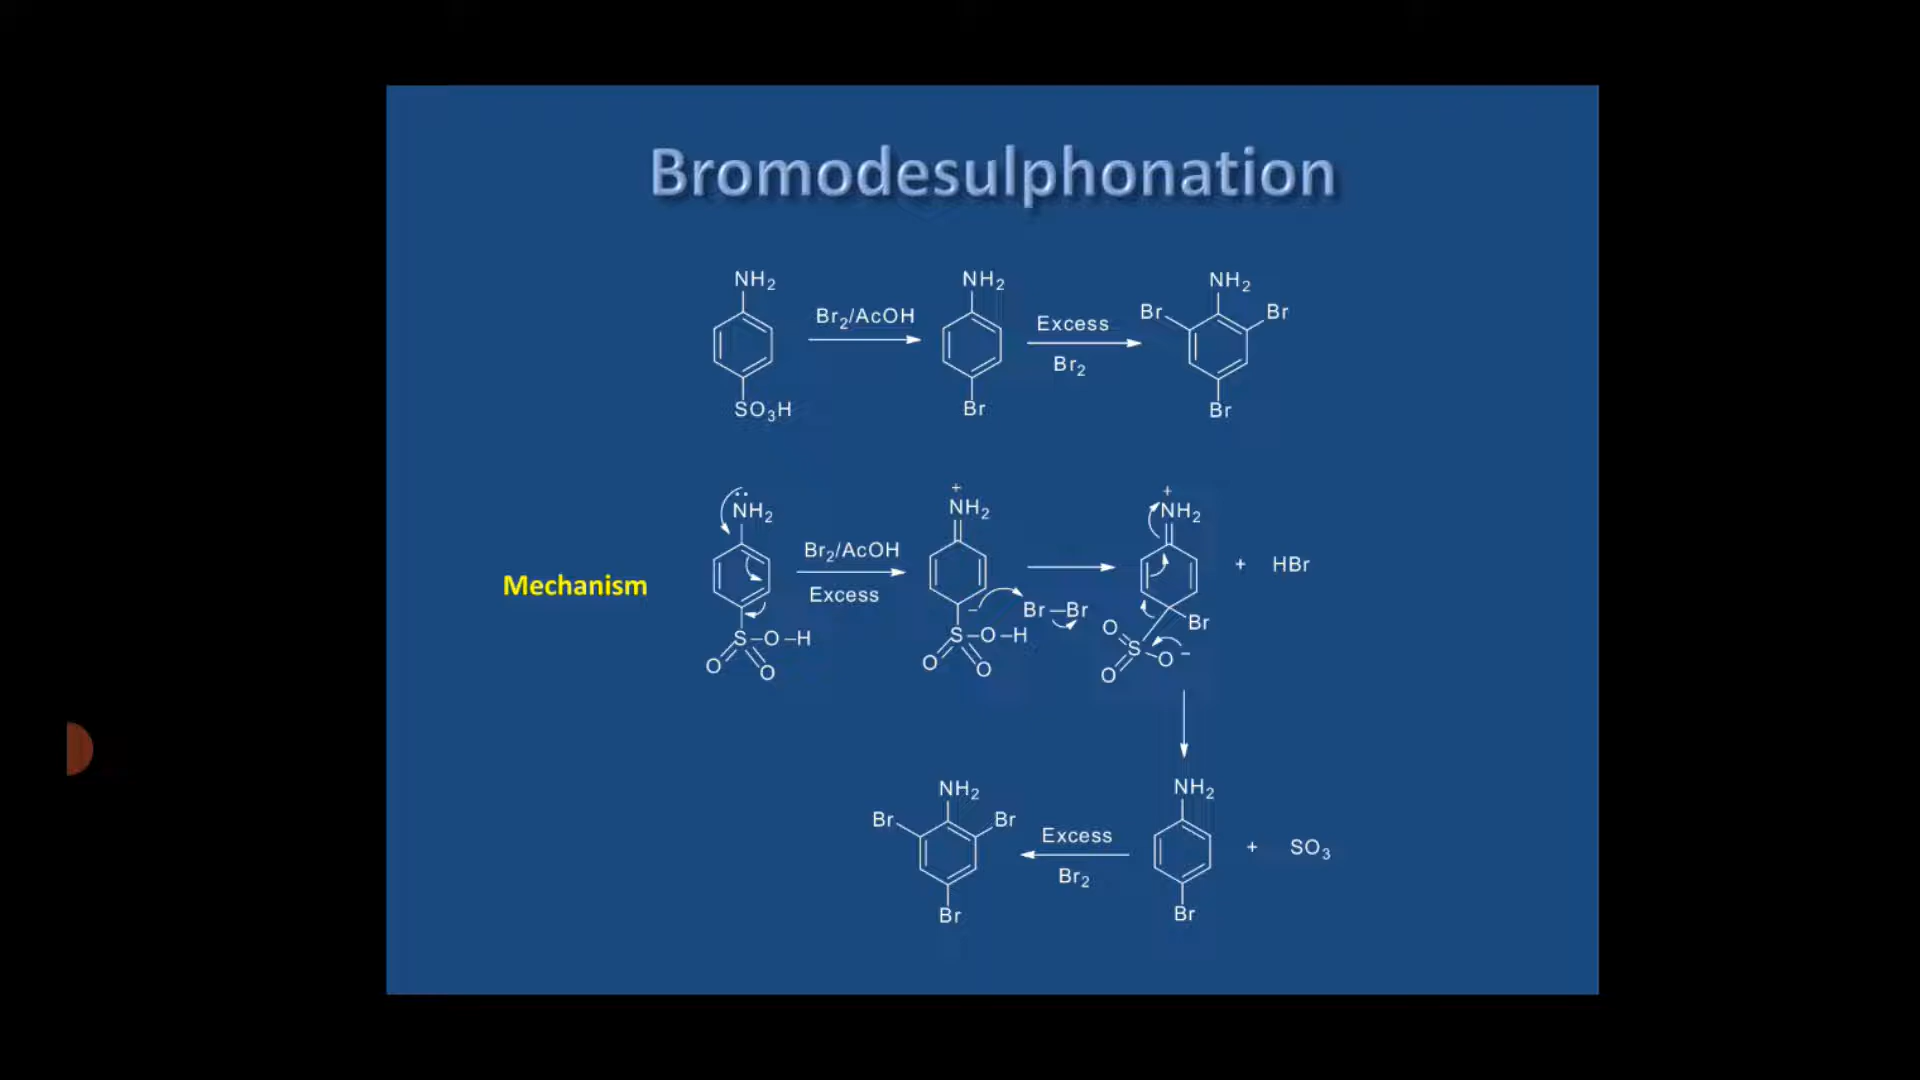 Bromodesulphonation
NH2 NH2 NH2
Br2/AcOH Excess Br Br
Br2
SO3H Br Br
Mechanism
.. + +
NH2 NH2 NH2
Br2/AcOH + HBr
Excess
– Br–Br Br
S–O–H S–O–H O S O –
O O O O O
NH2 NH2
Br Br Excess + SO3
Br2
Br Br